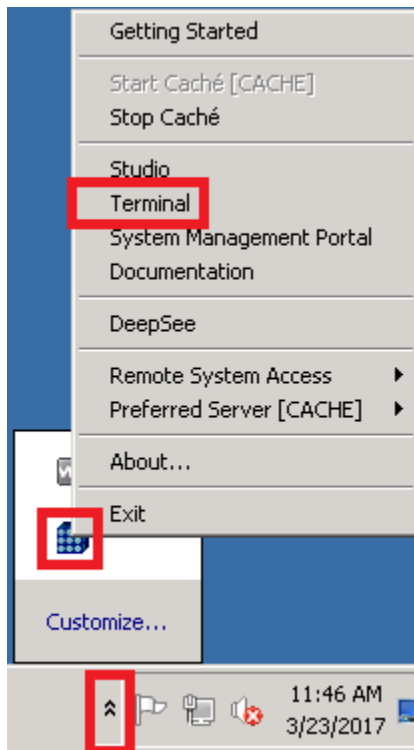 Getting Started
Start Caché [CACHE]
Stop Caché
Studio
Terminal
System Management Portal
Documentation
DeepSee
Remote System Access
Preferred Server [CACHE]
About...
Exit
Customize...
11:46 AM
3/23/2017